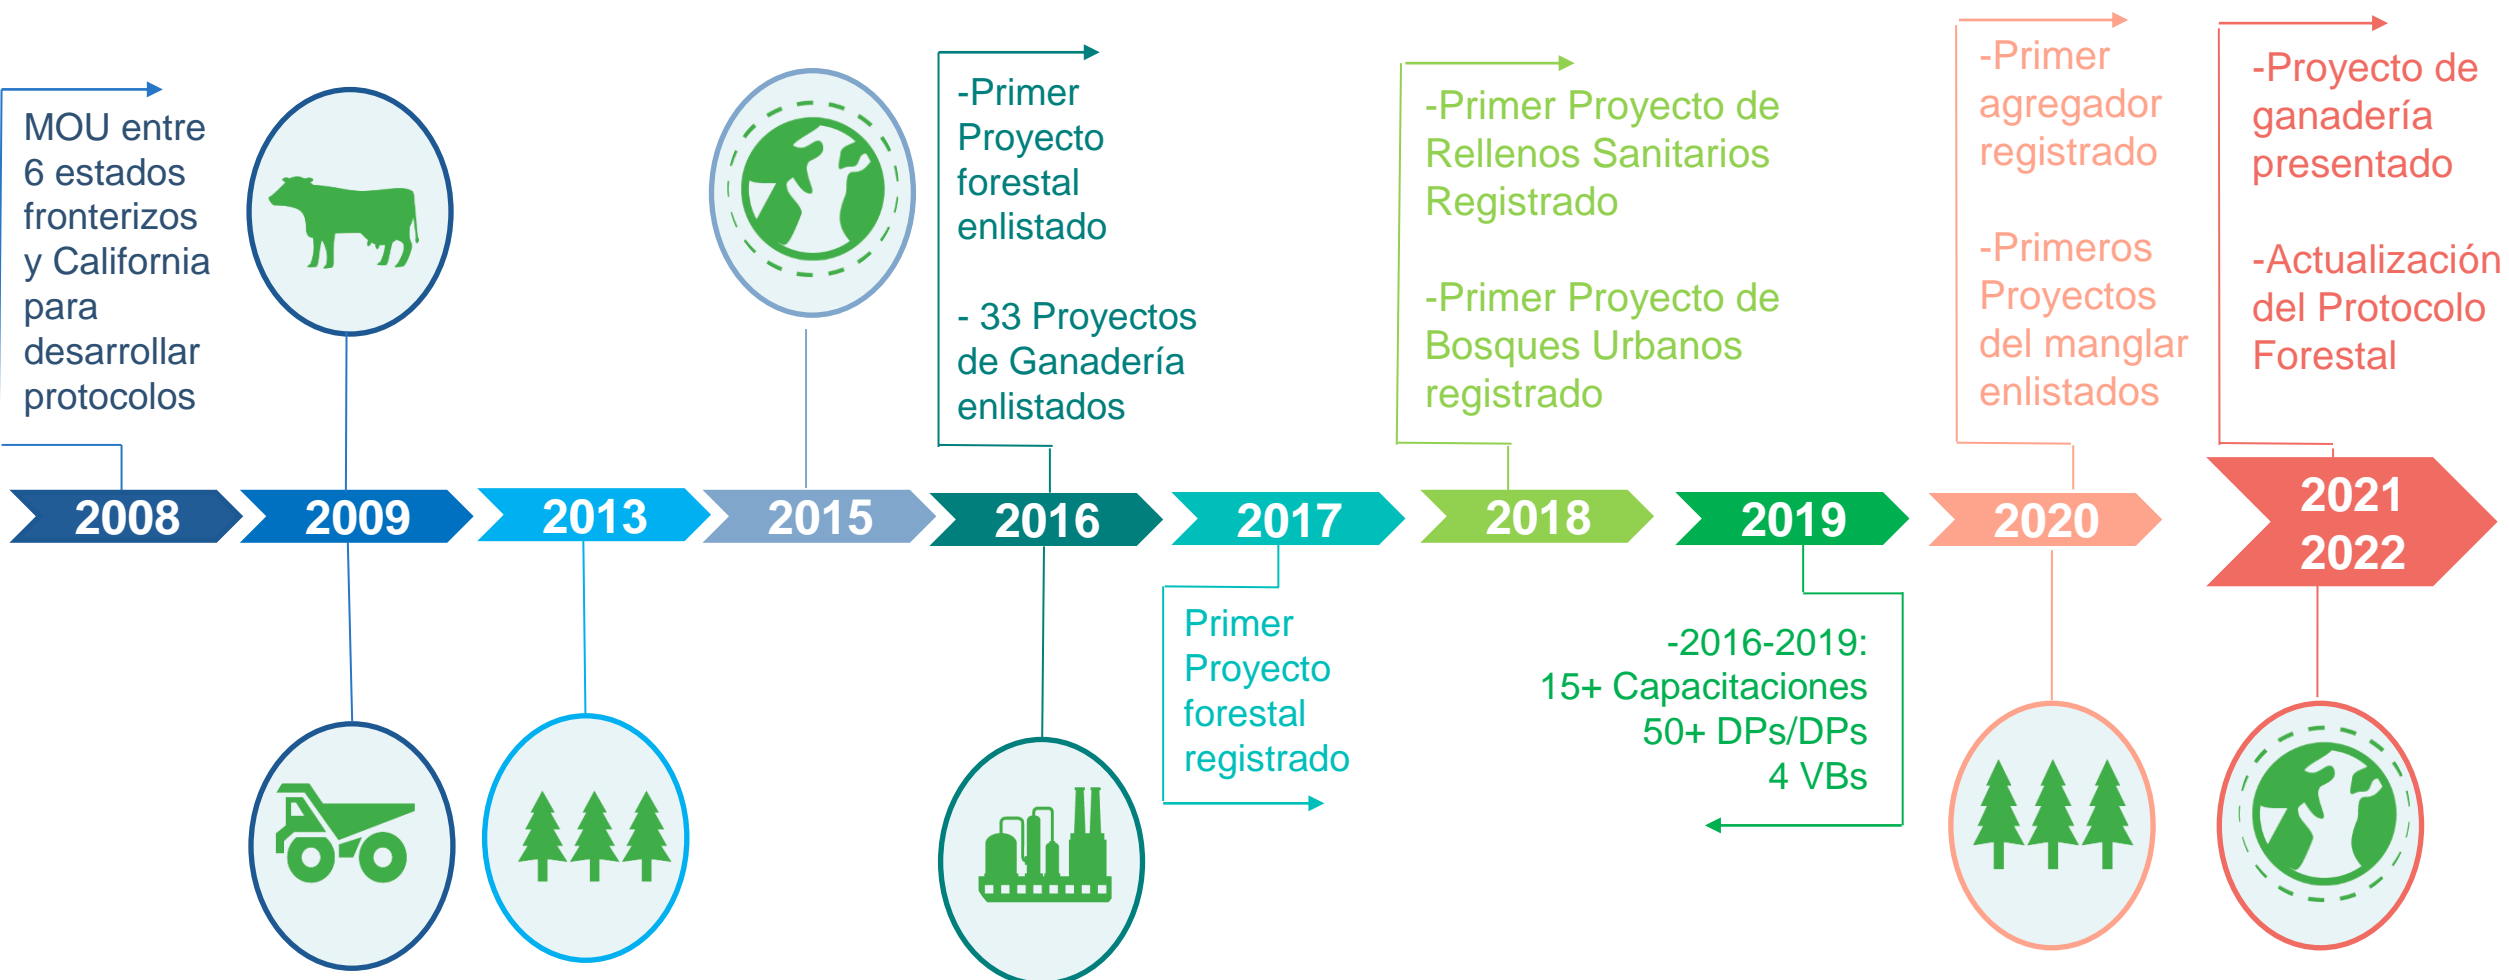 MOU entre
6 estados
fronterizos
y California
para
desarrollar
protocolos
-Primer
Proyecto
forestal
enlistado
- 33 Proyectos
de Ganadería
enlistados
-Primer Proyecto de
Rellenos Sanitarios
Registrado
-Primer Proyecto de
Bosques Urbanos
registrado
-Primer
agregador
registrado
-Primeros
Proyectos
del manglar
enlistados
-Proyecto de
ganadería
presentado
-Actualización
del Protocolo
Forestal
2008
2009
2013
2015
2016
2017
2018
2019
2020
2021
2022
Primer
Proyecto
forestal
registrado
-2016-2019:
15+ Capacitaciones
50+ DPs/DPs
4 VBs